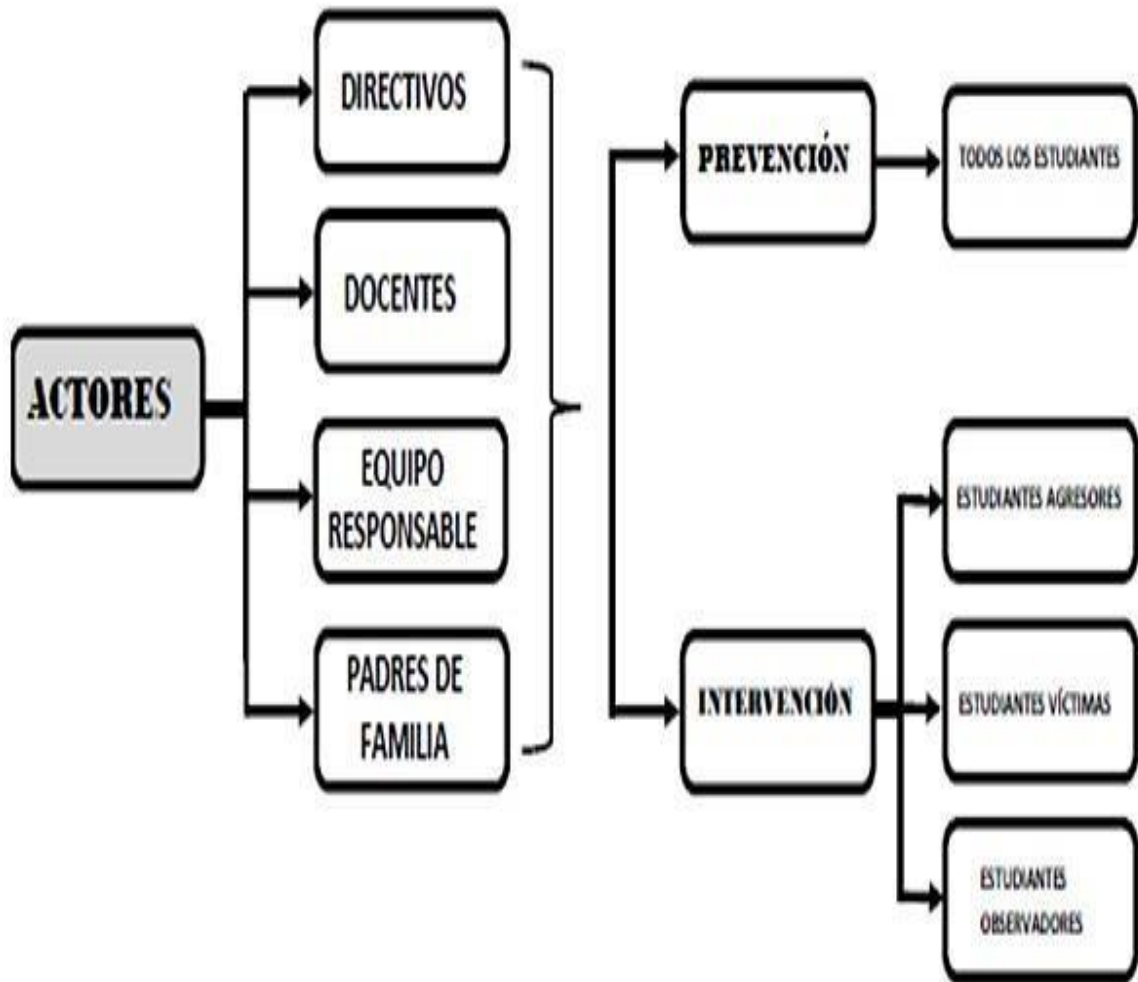 ACTORES
DIRECTIVOS
DOCENTES
EQUIPO
RESPONSABLE
PADRES DE
FAMILIA
PREVENCIÓN
TODOS LOS ESTUDIANTES
INTERVENCIÓN
ESTUDIANTES AGRESORES
ESTUDIANTES VÍCTIMAS
ESTUDIANTES
OBSERVADORES